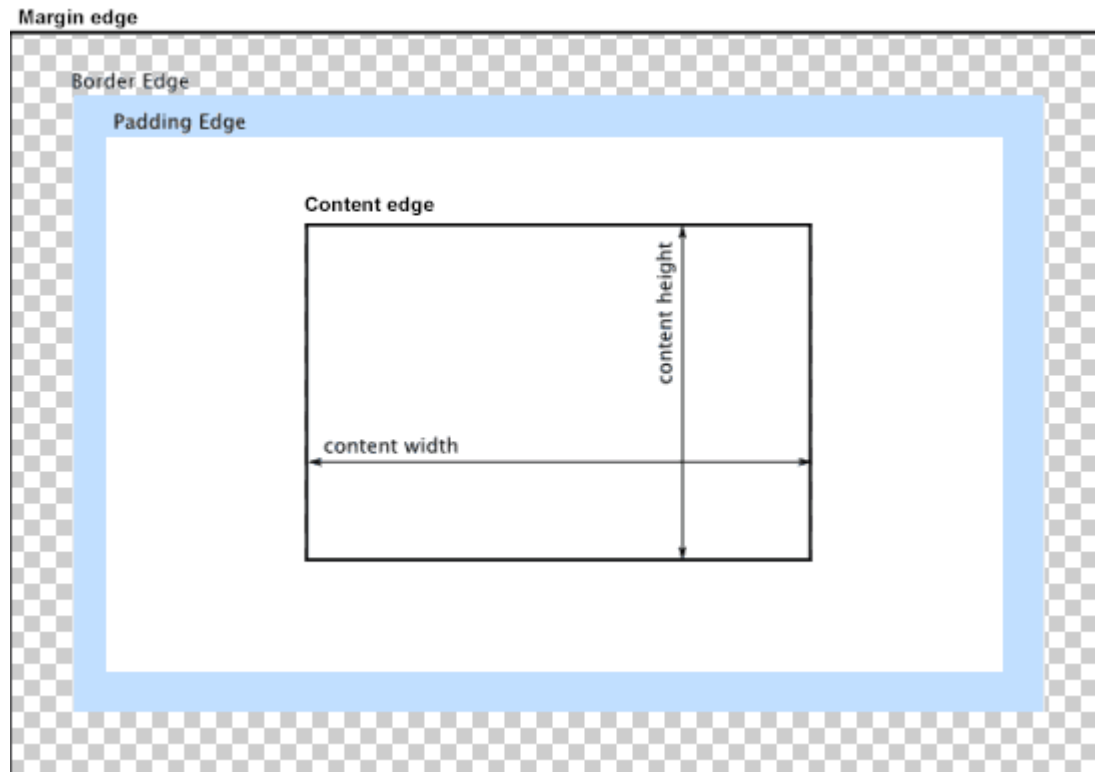 Margin edge
Border Edge
Padding Edge
Content edge
content height
content width